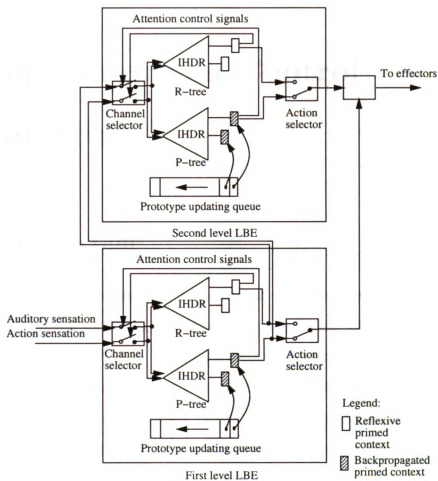 Attention control signals
IHDR
R-tree
To effectors
Channel
selector
IHDR
Action
selector
P-tree
Prototype updating queue
Second level LBE
Attention control signals
IHDR
Auditory sensation
Action sensation
R-tree
Channel
selector
IHDR
Action
selector
P-tree
Legend:
Reflexive
primed
context
Prototype updating queue
Backpropagated
primed context
First level LBE